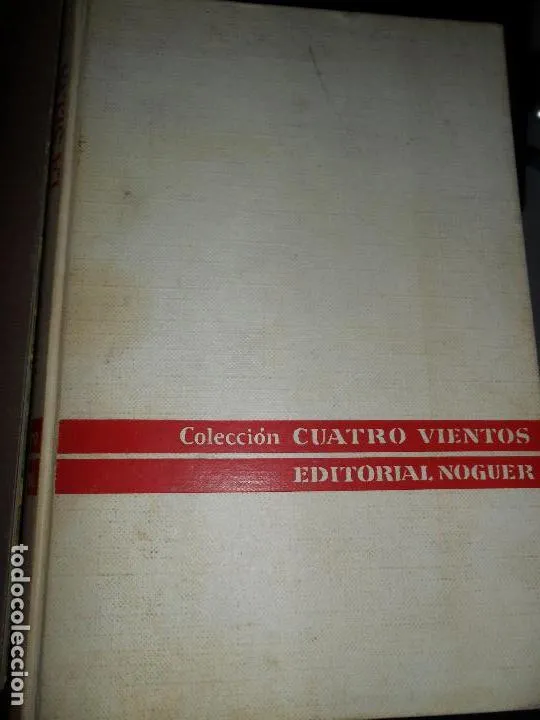 Colección CUATRO VIENTOS
EDITORIAL NOGUER
todocoleccion